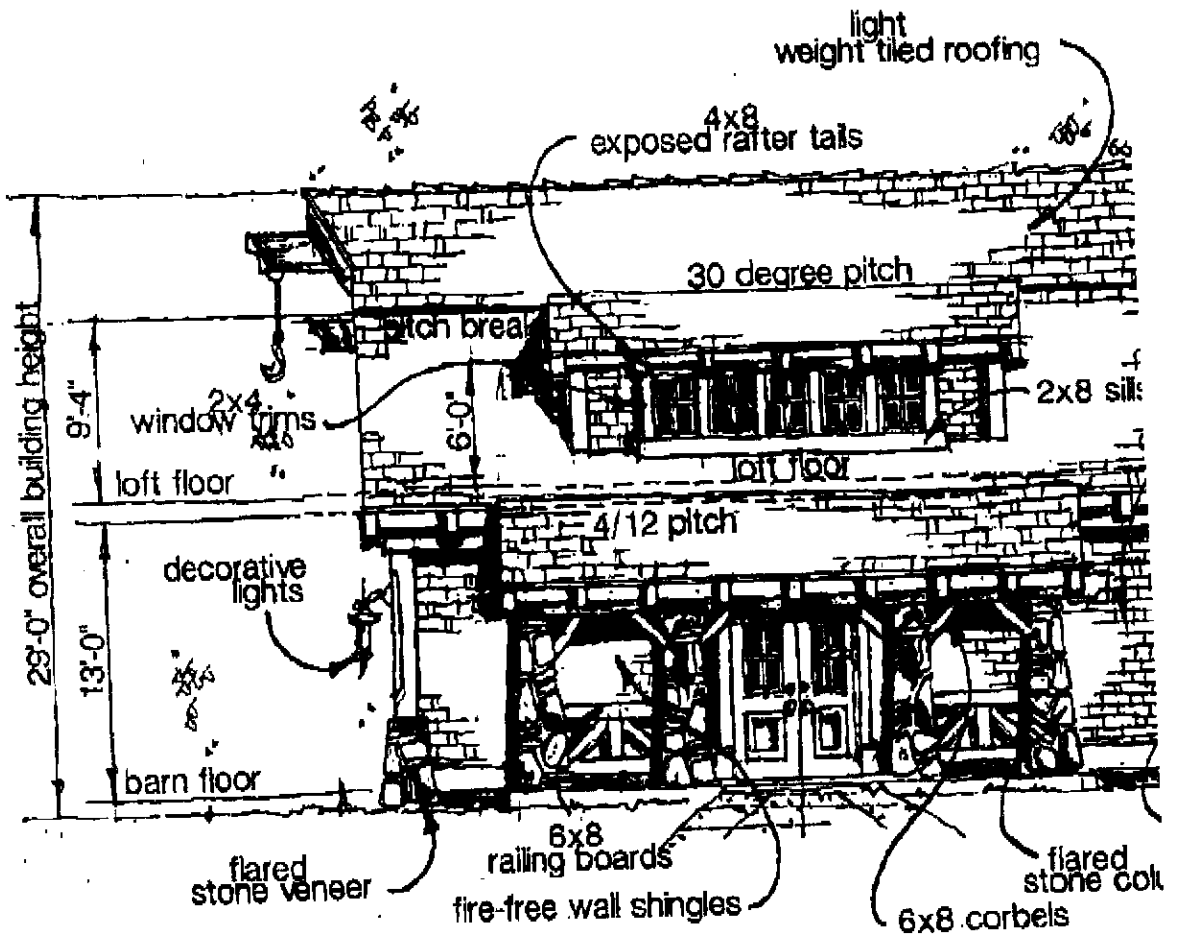 light
weight tiled roofing
4x8
exposed rafter tails
30 degree pitch
pitch break
2x4
window trims
2x8 sills
9'-4"
6'-0"
29'-0" overall building height
loft floor
loft floor
4/12 pitch
decorative
lights
13'-0"
barn floor
6x8
railing boards
flared
stone veneer
fire-free wall shingles
flared
stone colu
6x8 corbels